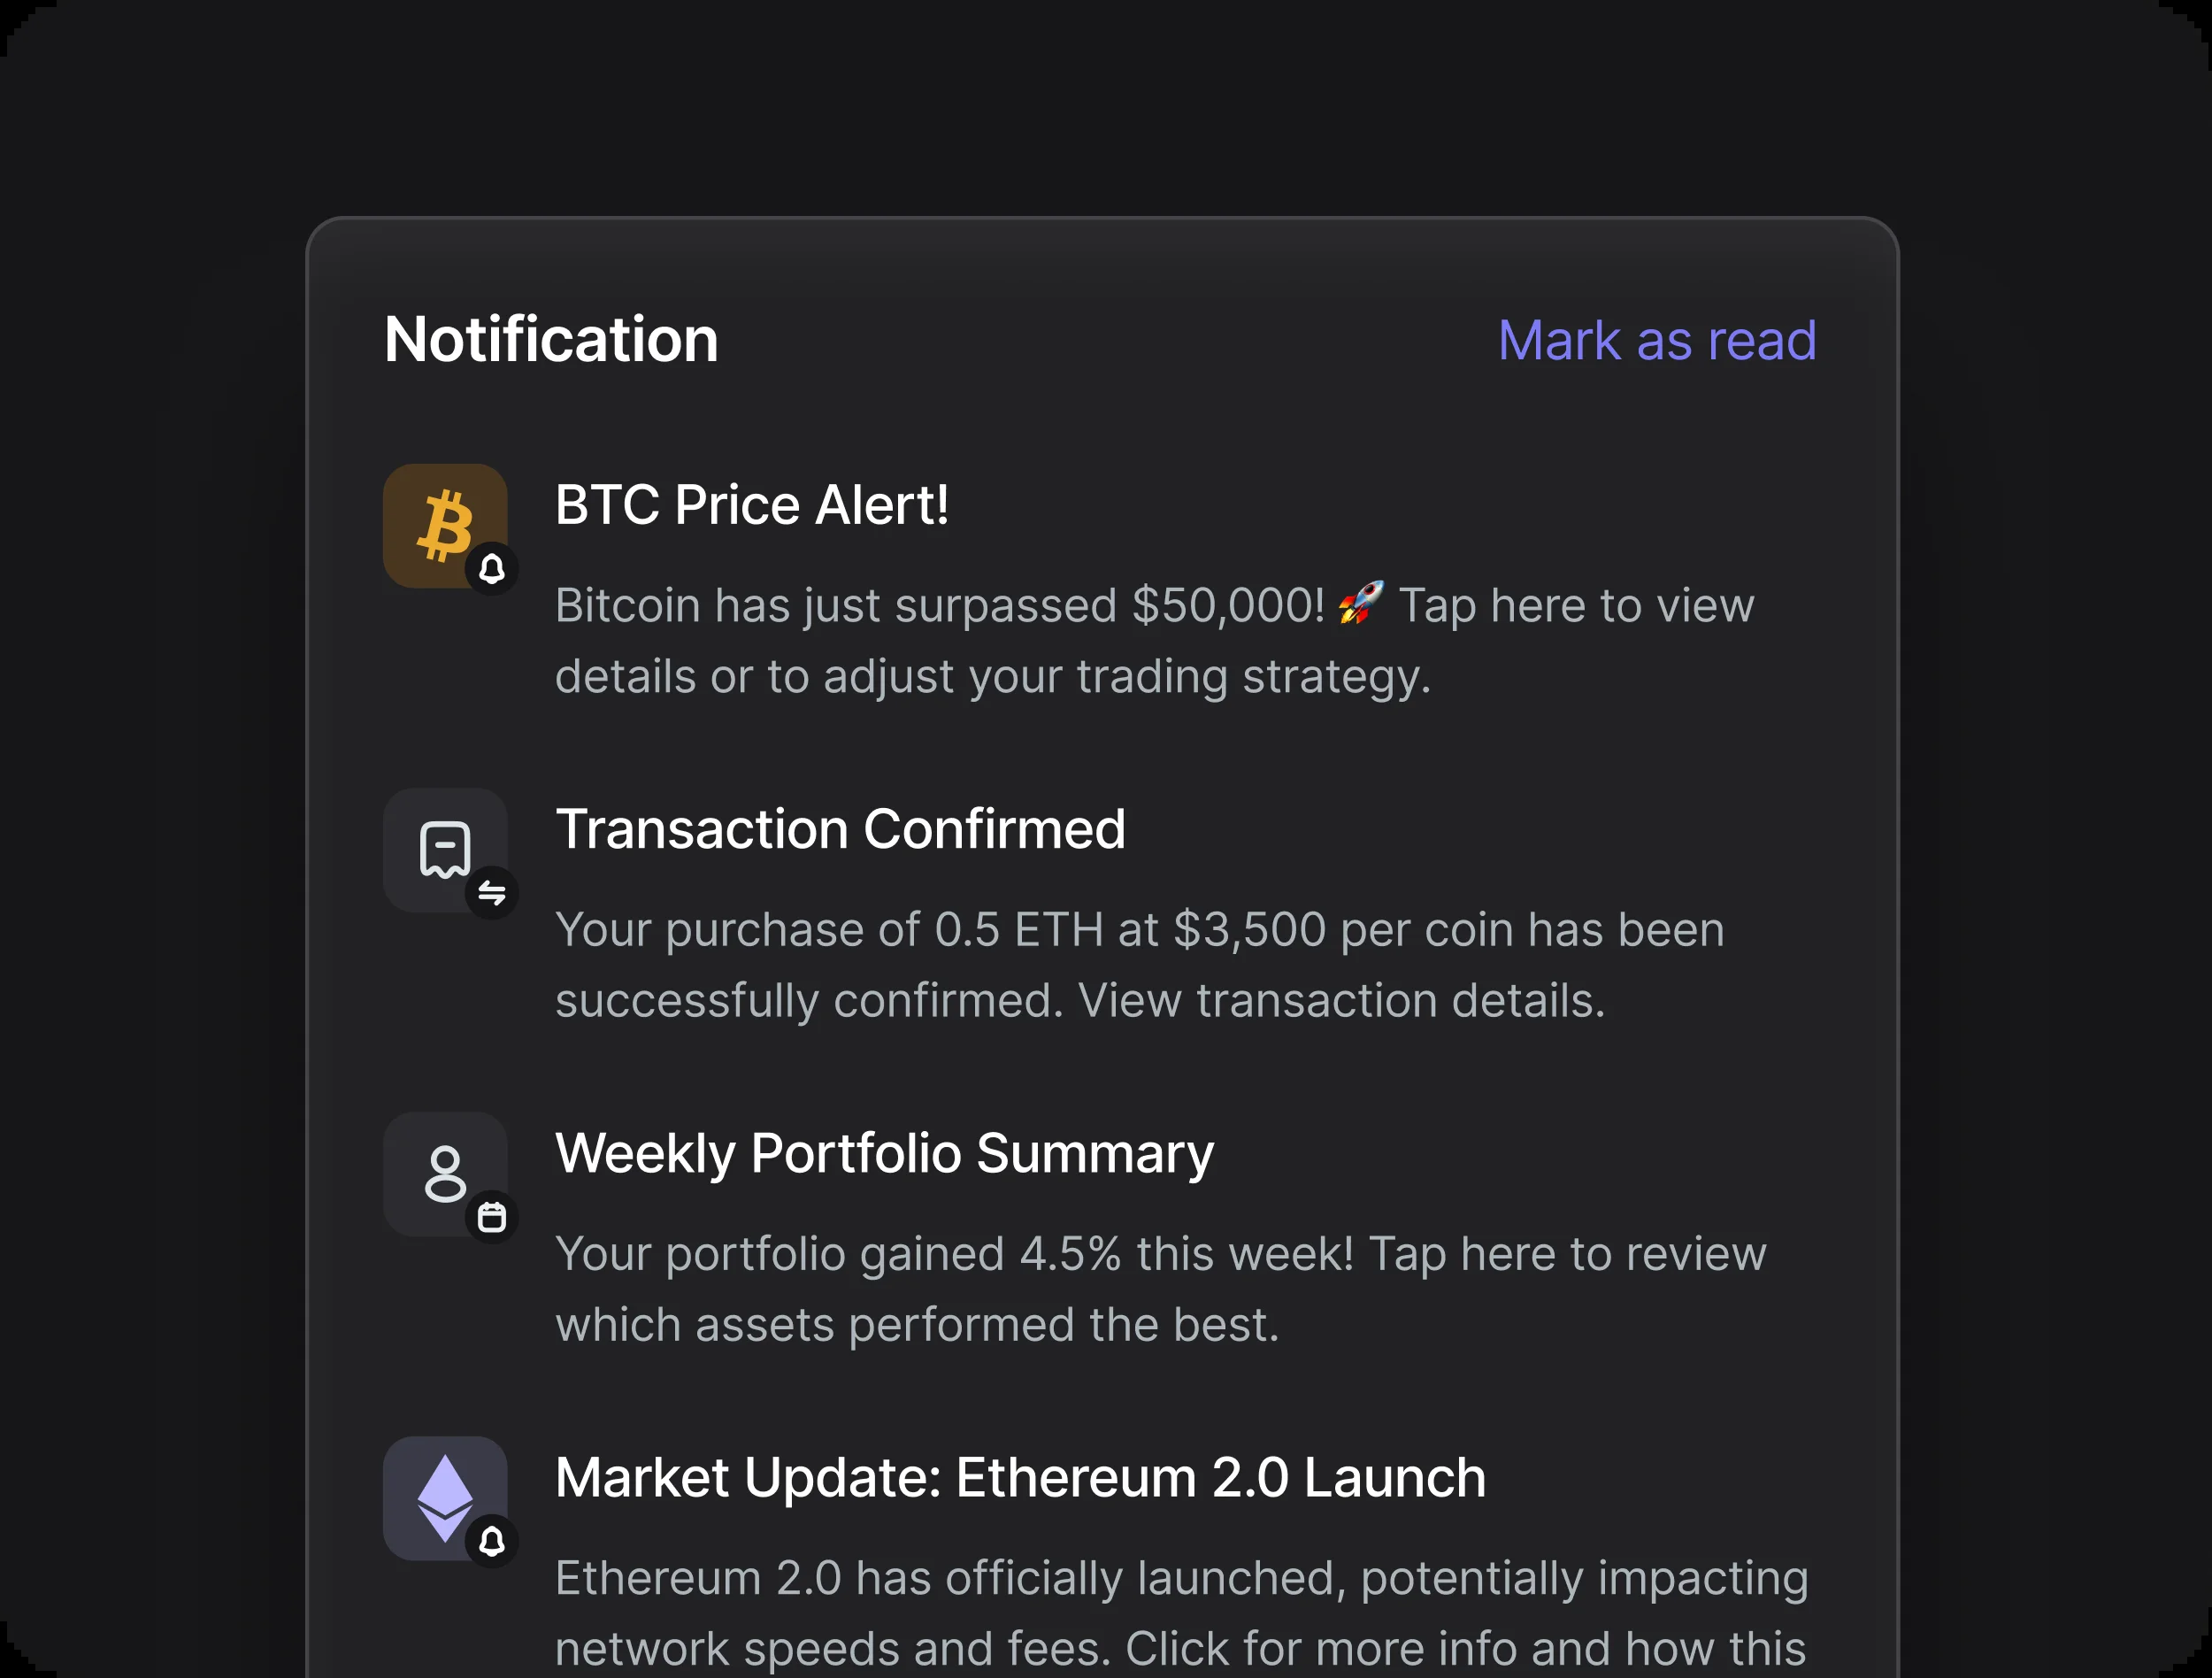 Notification
Mark as read
BTC Price Alert!
Bitcoin has just surpassed $50,000! 🚀 Tap here to view
details or to adjust your trading strategy.
Transaction Confirmed
Your purchase of 0.5 ETH at $3,500 per coin has been
successfully confirmed. View transaction details.
Weekly Portfolio Summary
Your portfolio gained 4.5% this week! Tap here to review
which assets performed the best.
Market Update: Ethereum 2.0 Launch
Ethereum 2.0 has officially launched, potentially impacting
network speeds and fees. Click for more info and how this